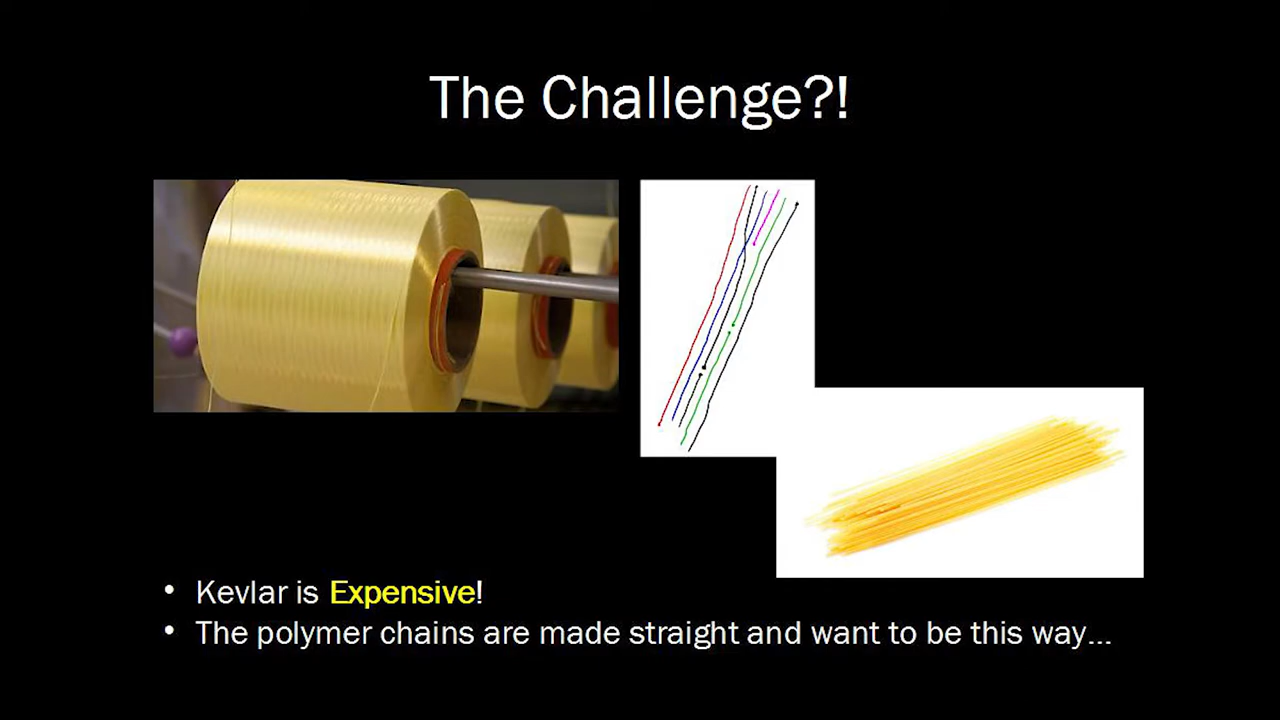 The Challenge?!
• Kevlar is Expensive!
• The polymer chains are made straight and want to be this way...